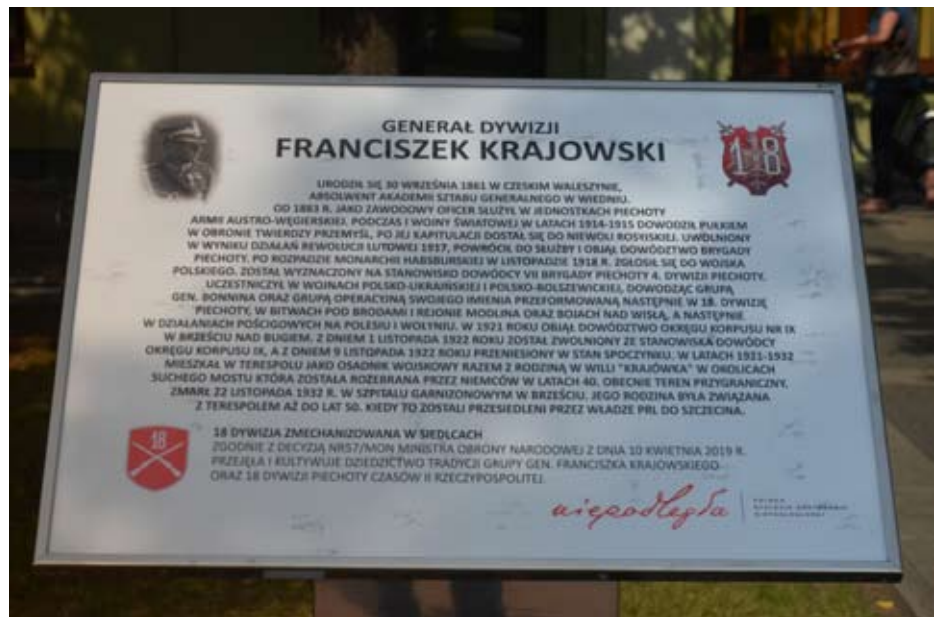 GENERAŁ DYWIZJI
FRANCISZEK KRAJOWSKI
18
URODZIŁ SIĘ 30 WRZEŚNIA 1861 W CZESKIM WALESZYNIE,
ABSOLWENT AKADEMII SZTABU GENERALNEGO W WIEDNIU.
OD 1883 R. JAKO ZAWODOWY OFICER SŁUŻYŁ W JEDNOSTKACH PIECHOTY
ARMII AUSTRO-WĘGIERSKIEJ. PODCZAS I WOJNY ŚWIATOWEJ W LATACH 1914-1915 DOWODZIŁ PUŁKIEM
W OBRONIE TWIERDZY PRZEMYŚL, PO JEJ KAPITULACJI DOSTAŁ SIĘ DO NIEWOLI ROSYJSKIEJ. UWOLNIONY
W WYNIKU DZIAŁAŃ REWOLUCJI LUTOWEJ 1917, POWRÓCIŁ DO SŁUŻBY I OBJĄŁ DOWÓDZTWO BRYGADY
PIECHOTY. PO ROZPADZIE MONARCHII HABSBURSKIEJ W LISTOPADZIE 1918 R. ZGŁOSIŁ SIĘ DO WOJSKA
POLSKIEGO. ZOSTAŁ WYZNACZONY NA STANOWISKO DOWÓDCY VII BRYGADY PIECHOTY 4. DYWIZJI PIECHOTY.
UCZESTNICZYŁ W WOJNACH POLSKO-UKRAIŃSKIEJ I POLSKO-BOLSZEWICKIEJ, DOWODZĄC GRUPĄ
GEN. BONNINA ORAZ GRUPĄ OPERACYJNĄ SWOJEGO IMIENIA PRZEFORMOWANĄ NASTĘPNIE W 18. DYWIZJĘ
PIECHOTY, W BITWACH POD BRODAMI I REJONIE MODLINA ORAZ BOJACH NAD WISŁĄ, A NASTĘPNIE
W DZIAŁANIACH POŚCIGOWYCH NA POLESIU I WOŁYNIU. W 1921 ROKU OBJĄŁ DOWÓDZTWO OKRĘGU KORPUSU NR IX
W BRZEŚCIU NAD BUGIEM. Z DNIEM 1 LISTOPADA 1922 ROKU ZOSTAŁ ZWOLNIONY ZE STANOWISKA DOWÓDCY
OKRĘGU KORPUSU IX, A Z DNIEM 9 LISTOPADA 1922 ROKU PRZENIESIONY W STAN SPOCZYNKU. W LATACH 1921-1932
MIESZKAŁ W TERESPOLU JAKO OSADNIK WOJSKOWY RAZEM Z RODZINĄ W WILLI "KRAJÓWKA" W OKOLICACH
SUCHEGO MOSTU KTÓRA ZOSTAŁA ROZEBRANA PRZEZ NIEMCÓW W LATACH 40. OBECNIE TEREN PRZYGRANICZNY.
ZMARŁ 22 LISTOPADA 1932 R. W SZPITALU GARNIZONOWYM W BRZEŚCIU. JEGO RODZINA BYŁA ZWIĄZANA
Z TERESPOLEM AŻ DO LAT 50. KIEDY TO ZOSTALI PRZESIEDLENI PRZEZ WŁADZE PRL DO SZCZECINA.
18
18 DYWIZJA ZMECHANIZOWANA W SIEDLCACH
ZGODNIE Z DECYZJĄ NR57/MON MINISTRA OBRONY NARODOWEJ Z DNIA 10 KWIETNIA 2019 R.
PRZEJĘŁA I KULTYWUJE DZIEDZICTWO TRADYCJI GRUPY GEN. FRANCISZKA KRAJOWSKIEGO
ORAZ 18 DYWIZJI PIECHOTY CZASÓW II RZECZYPOSPOLITEJ.
niepodległa